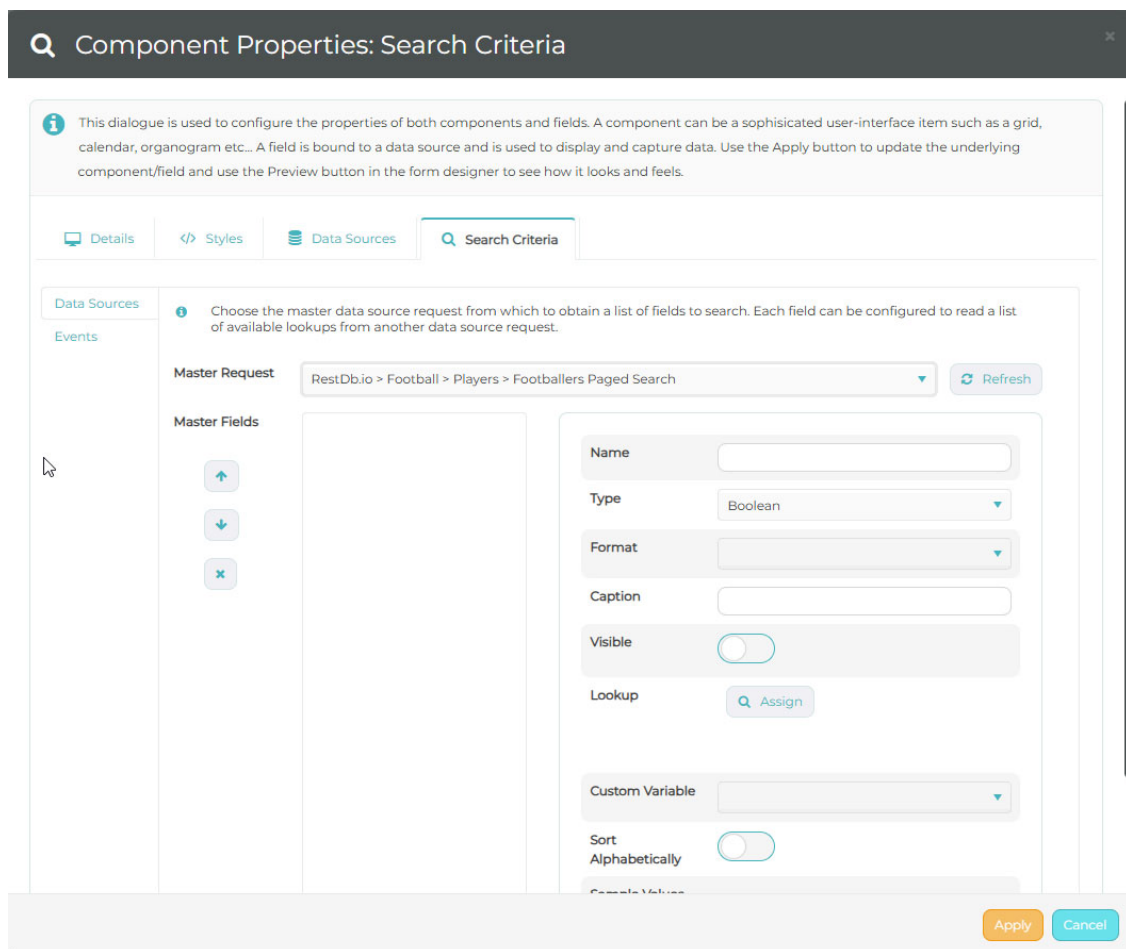 Component Properties: Search Criteria
This dialogue is used to configure the properties of both components and fields. A component can be a sophisicated user-interface item such as a grid,
calendar, organogram etc... A field is bound to a data source and is used to display and capture data. Use the Apply button to update the underlying
component/field and use the Preview button in the form designer to see how it looks and feels.
Details
Styles
Data Sources
Search Criteria
Data Sources
Events
Choose the master data source request from which to obtain a list of fields to search. Each field can be configured to read a list
of available lookups from another data source request.
Master Request
RestDb.io > Football > Players > Footballers Paged Search
Refresh
Master Fields
Name
Type
Boolean
Format
Caption
Visible
Lookup
Assign
Custom Variable
Sort
Alphabetically
Sample Values
Apply
Cancel